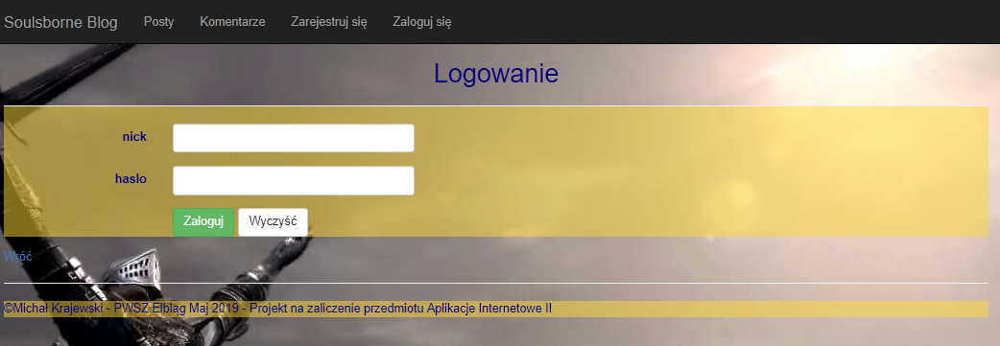 Soulsborne Blog Posty Komentarze Zarejestruj się Zaloguj się
Logowanie
nick
haslo
Zaloguj Wyczyść
Wróć
©Michał Krajewski - PWSZ Elbląg Maj 2019 - Projekt na zaliczenie przedmiotu Aplikacje Internetowe II